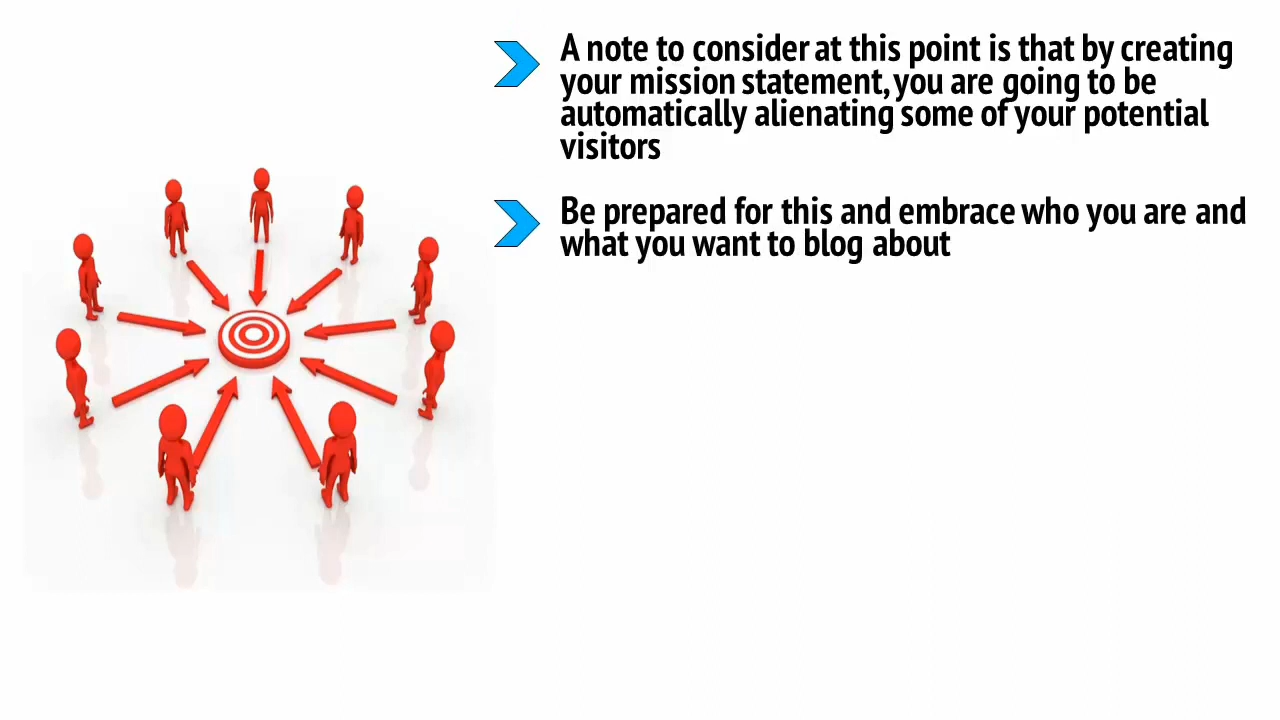 A note to consider at this point is that by creating
your mission statement, you are going to be
automatically alienating some of your potential
visitors
Be prepared for this and embrace who you are and
what you want to blog about